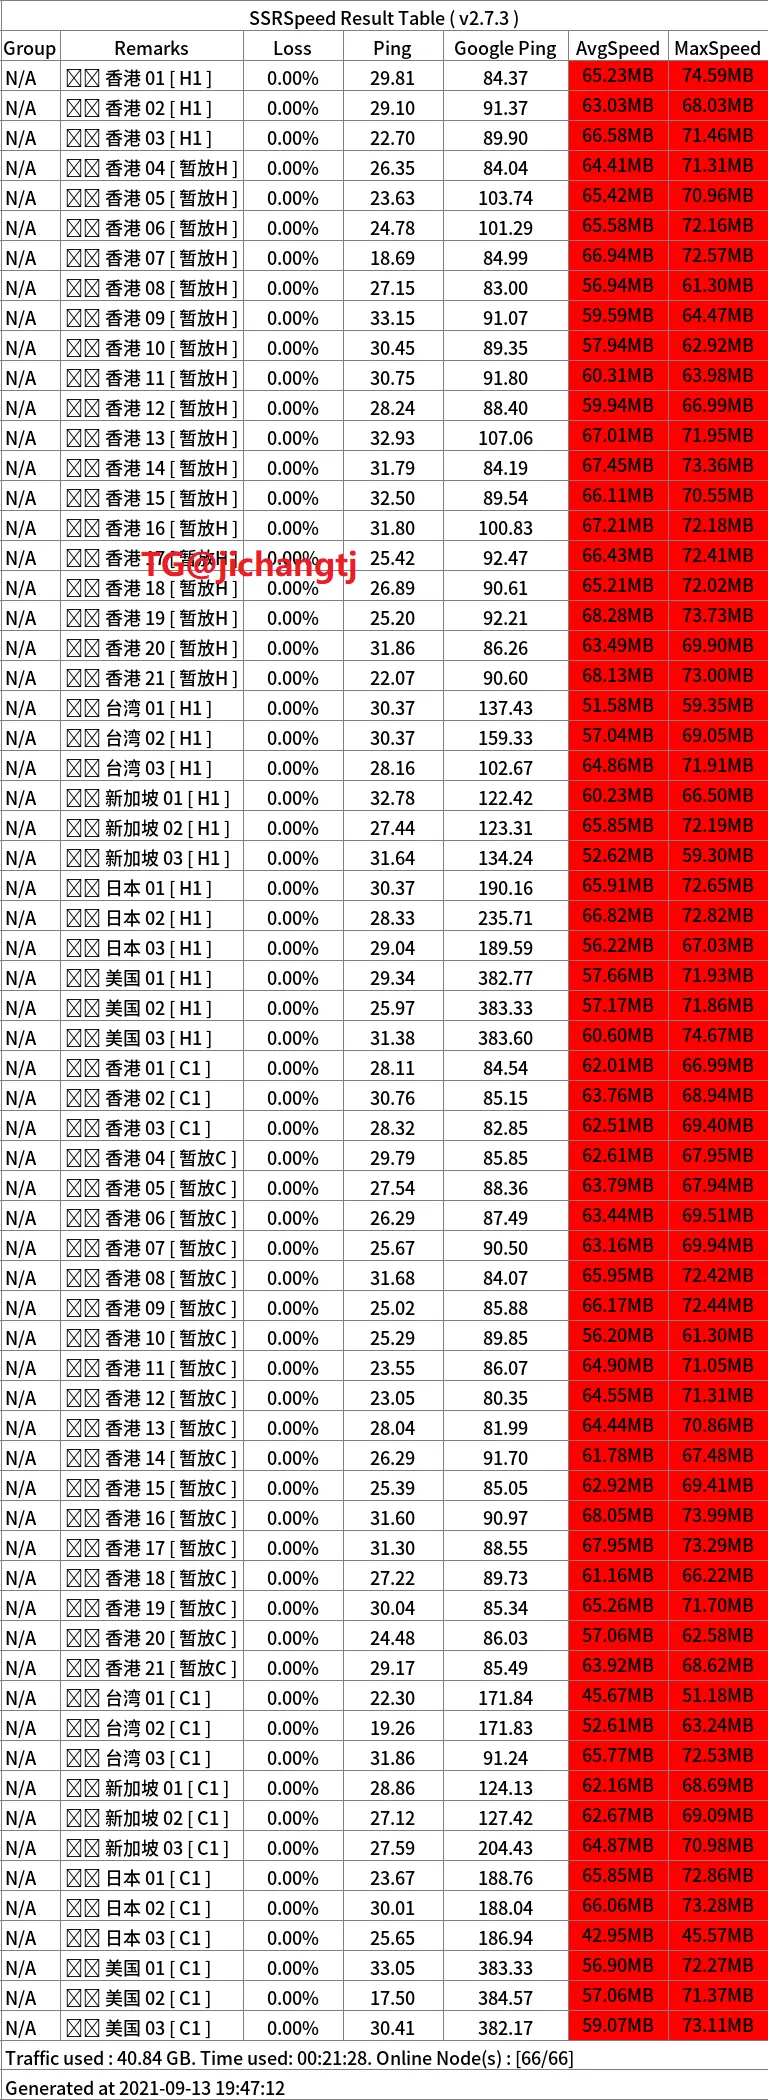 SSRSpeed Result Table ( v2.7.3 )
Group Remarks Loss Ping Google Ping AvgSpeed MaxSpeed
N/A 香港 01 [ H1 ] 0.00% 29.81 84.37 65.23MB 74.59MB
N/A 香港 02 [ H1 ] 0.00% 29.10 91.37 63.03MB 68.03MB
N/A 香港 03 [ H1 ] 0.00% 22.70 89.90 66.58MB 71.46MB
N/A 香港 04 [ 暂放H ] 0.00% 26.35 84.04 64.41MB 71.31MB
N/A 香港 05 [ 暂放H ] 0.00% 23.63 103.74 65.42MB 70.96MB
N/A 香港 06 [ 暂放H ] 0.00% 24.78 101.29 65.58MB 72.16MB
N/A 香港 07 [ 暂放H ] 0.00% 18.69 84.99 66.94MB 72.57MB
N/A 香港 08 [ 暂放H ] 0.00% 27.15 83.00 56.94MB 61.30MB
N/A 香港 09 [ 暂放H ] 0.00% 33.15 91.07 59.59MB 64.47MB
N/A 香港 10 [ 暂放H ] 0.00% 30.45 89.35 57.94MB 62.92MB
N/A 香港 11 [ 暂放H ] 0.00% 30.75 91.80 60.31MB 63.98MB
N/A 香港 12 [ 暂放H ] 0.00% 28.24 88.40 59.94MB 66.99MB
N/A 香港 13 [ 暂放H ] 0.00% 32.93 107.06 67.01MB 71.95MB
N/A 香港 14 [ 暂放H ] 0.00% 31.79 84.19 67.45MB 73.36MB
N/A 香港 15 [ 暂放H ] 0.00% 32.50 89.54 66.11MB 70.55MB
N/A 香港 16 [ 暂放H ] 0.00% 31.80 100.83 67.21MB 72.18MB
N/A 香港 17 [ 暂放H ] 0.00% 25.42 92.47 66.43MB 72.41MB
TG@jichangtj
N/A 香港 18 [ 暂放H ] 0.00% 26.89 90.61 65.21MB 72.02MB
N/A 香港 19 [ 暂放H ] 0.00% 25.20 92.21 68.28MB 73.73MB
N/A 香港 20 [ 暂放H ] 0.00% 31.86 86.26 63.49MB 69.90MB
N/A 香港 21 [ 暂放H ] 0.00% 22.07 90.60 68.13MB 73.00MB
N/A 台湾 01 [ H1 ] 0.00% 30.37 137.43 51.58MB 59.35MB
N/A 台湾 02 [ H1 ] 0.00% 30.37 159.33 57.04MB 69.05MB
N/A 台湾 03 [ H1 ] 0.00% 28.16 102.67 64.86MB 71.91MB
N/A 新加坡 01 [ H1 ] 0.00% 32.78 122.42 60.23MB 66.50MB
N/A 新加坡 02 [ H1 ] 0.00% 27.44 123.31 65.85MB 72.19MB
N/A 新加坡 03 [ H1 ] 0.00% 31.64 134.24 52.62MB 59.30MB
N/A 日本 01 [ H1 ] 0.00% 30.37 190.16 65.91MB 72.65MB
N/A 日本 02 [ H1 ] 0.00% 28.33 235.71 66.82MB 72.82MB
N/A 日本 03 [ H1 ] 0.00% 29.04 189.59 56.22MB 67.03MB
N/A 美国 01 [ H1 ] 0.00% 29.34 382.77 57.66MB 71.93MB
N/A 美国 02 [ H1 ] 0.00% 25.97 383.33 57.17MB 71.86MB
N/A 美国 03 [ H1 ] 0.00% 31.38 383.60 60.60MB 74.67MB
N/A 香港 01 [ C1 ] 0.00% 28.11 84.54 62.01MB 66.99MB
N/A 香港 02 [ C1 ] 0.00% 30.76 85.15 63.76MB 68.94MB
N/A 香港 03 [ C1 ] 0.00% 28.32 82.85 62.51MB 69.40MB
N/A 香港 04 [ 暂放C ] 0.00% 29.79 85.85 62.61MB 67.95MB
N/A 香港 05 [ 暂放C ] 0.00% 27.54 88.36 63.79MB 67.94MB
N/A 香港 06 [ 暂放C ] 0.00% 26.29 87.49 63.44MB 69.51MB
N/A 香港 07 [ 暂放C ] 0.00% 25.67 90.50 63.16MB 69.94MB
N/A 香港 08 [ 暂放C ] 0.00% 31.68 84.07 65.95MB 72.42MB
N/A 香港 09 [ 暂放C ] 0.00% 25.02 85.88 66.17MB 72.44MB
N/A 香港 10 [ 暂放C ] 0.00% 25.29 89.85 56.20MB 61.30MB
N/A 香港 11 [ 暂放C ] 0.00% 23.55 86.07 64.90MB 71.05MB
N/A 香港 12 [ 暂放C ] 0.00% 23.05 80.35 64.55MB 71.31MB
N/A 香港 13 [ 暂放C ] 0.00% 28.04 81.99 64.44MB 70.86MB
N/A 香港 14 [ 暂放C ] 0.00% 26.29 91.70 61.78MB 67.48MB
N/A 香港 15 [ 暂放C ] 0.00% 25.39 85.05 62.92MB 69.41MB
N/A 香港 16 [ 暂放C ] 0.00% 31.60 90.97 68.05MB 73.99MB
N/A 香港 17 [ 暂放C ] 0.00% 31.30 88.55 67.95MB 73.29MB
N/A 香港 18 [ 暂放C ] 0.00% 27.22 89.73 61.16MB 66.22MB
N/A 香港 19 [ 暂放C ] 0.00% 30.04 85.34 65.26MB 71.70MB
N/A 香港 20 [ 暂放C ] 0.00% 24.48 86.03 57.06MB 62.58MB
N/A 香港 21 [ 暂放C ] 0.00% 29.17 85.49 63.92MB 68.62MB
N/A 台湾 01 [ C1 ] 0.00% 22.30 171.84 45.67MB 51.18MB
N/A 台湾 02 [ C1 ] 0.00% 19.26 171.83 52.61MB 63.24MB
N/A 台湾 03 [ C1 ] 0.00% 31.86 91.24 65.77MB 72.53MB
N/A 新加坡 01 [ C1 ] 0.00% 28.86 124.13 62.16MB 68.69MB
N/A 新加坡 02 [ C1 ] 0.00% 27.12 127.42 62.67MB 69.09MB
N/A 新加坡 03 [ C1 ] 0.00% 27.59 204.43 64.87MB 70.98MB
N/A 日本 01 [ C1 ] 0.00% 23.67 188.76 65.85MB 72.86MB
N/A 日本 02 [ C1 ] 0.00% 30.01 188.04 66.06MB 73.28MB
N/A 日本 03 [ C1 ] 0.00% 25.65 186.94 42.95MB 45.57MB
N/A 美国 01 [ C1 ] 0.00% 33.05 383.33 56.90MB 72.27MB
N/A 美国 02 [ C1 ] 0.00% 17.50 384.57 57.06MB 71.37MB
N/A 美国 03 [ C1 ] 0.00% 30.41 382.17 59.07MB 73.11MB
Traffic used : 40.84 GB. Time used: 00:21:28. Online Node(s) : [66/66]
Generated at 2021-09-13 19:47:12